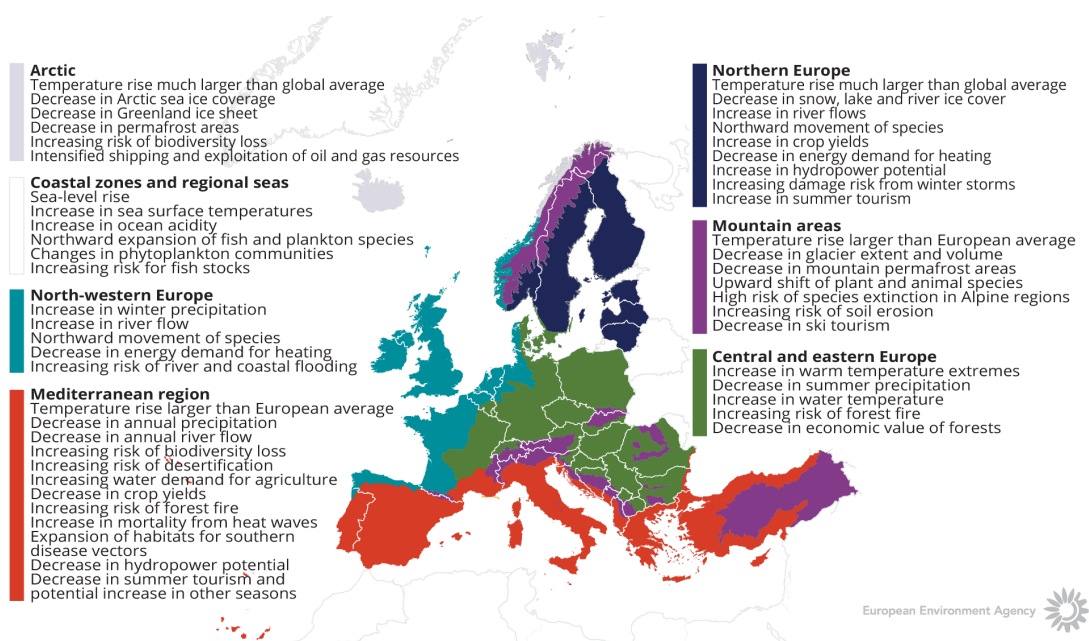 Arctic
Temperature rise much larger than global average
Decrease in Arctic sea ice coverage
Decrease in Greenland ice sheet
Decrease in permafrost areas
Increasing risk of biodiversity loss
Intensified shipping and exploitation of oil and gas resources
Coastal zones and regional seas
Sea-level rise
Increase in sea surface temperatures
Increase in ocean acidity
Northward expansion of fish and plankton species
Changes in phytoplankton communities
Increasing risk for fish stocks
North-western Europe
Increase in winter precipitation
Increase in river flow
Northward movement of species
Decrease in energy demand for heating
Increasing risk of river and coastal flooding
Mediterranean region
Temperature rise larger than European average
Decrease in annual precipitation
Decrease in annual river flow
Increasing risk of biodiversity loss
Increasing risk of desertification
Increasing water demand for agriculture
Decrease in crop yields
Increasing risk of forest fire
Increase in mortality from heat waves
Expansion of habitats for southern
disease vectors
Decrease in hydropower potential
Decrease in summer tourism and
potential increase in other seasons
Northern Europe
Temperature rise much larger than global average
Decrease in snow, lake and river ice cover
Increase in river flows
Northward movement of species
Increase in crop yields
Decrease in energy demand for heating
Increase in hydropower potential
Increasing damage risk from winter storms
Increase in summer tourism
Mountain areas
Temperature rise larger than European average
Decrease in glacier extent and volume
Decrease in mountain permafrost areas
Upward shift of plant and animal species
High risk of species extinction in Alpine regions
Increasing risk of soil erosion
Decrease in ski tourism
Central and eastern Europe
Increase in warm temperature extremes
Decrease in summer precipitation
Increase in water temperature
Increasing risk of forest fire
Decrease in economic value of forests
European Environment Agency